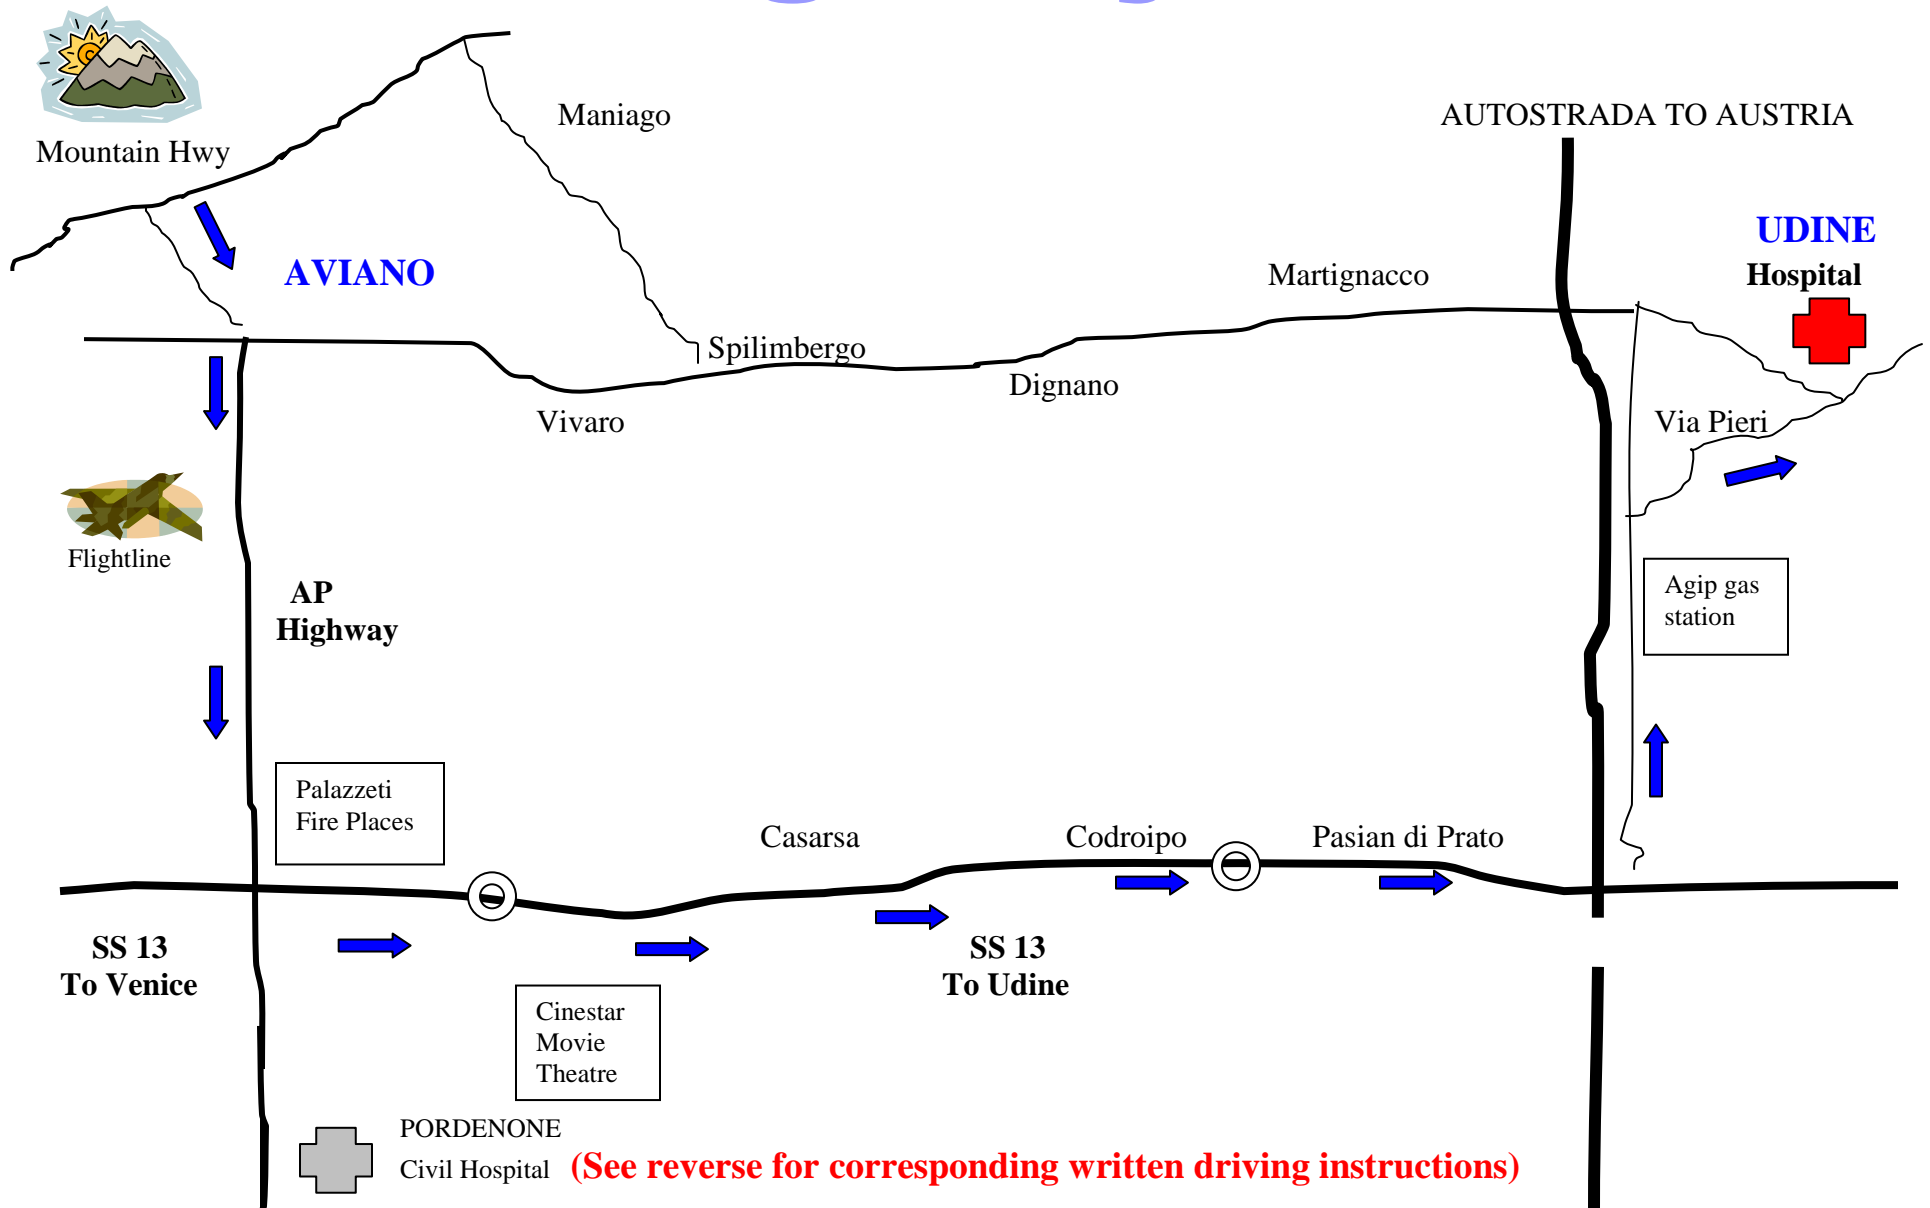 Maniago
AUTOSTRADA TO AUSTRIA
Mountain Hwy
UDINE
Hospital
AVIANO
Martignacco
Spilimbergo
Dignano
Vivaro
Via Pieri
Flightline
AP
Highway
Agip gas
station
Palazzeti
Fire Places
Casarsa
Codroipo
Pasian di Prato
SS 13
To Venice
SS 13
To Udine
Cinestar
Movie
Theatre
PORDENONE
Civil Hospital
(See reverse for corresponding written driving instructions)